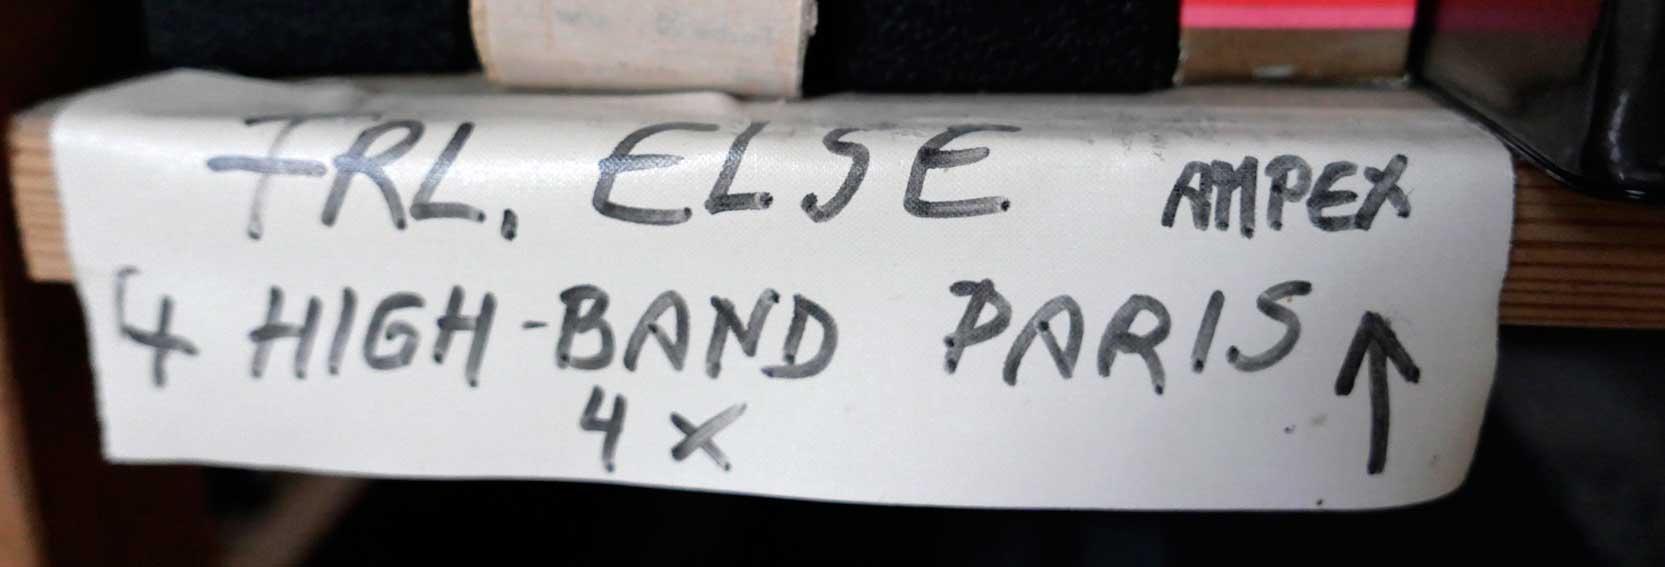 FRL. ELSE AMPEX
4 HIGH-BAND PARIS ↑
4 X